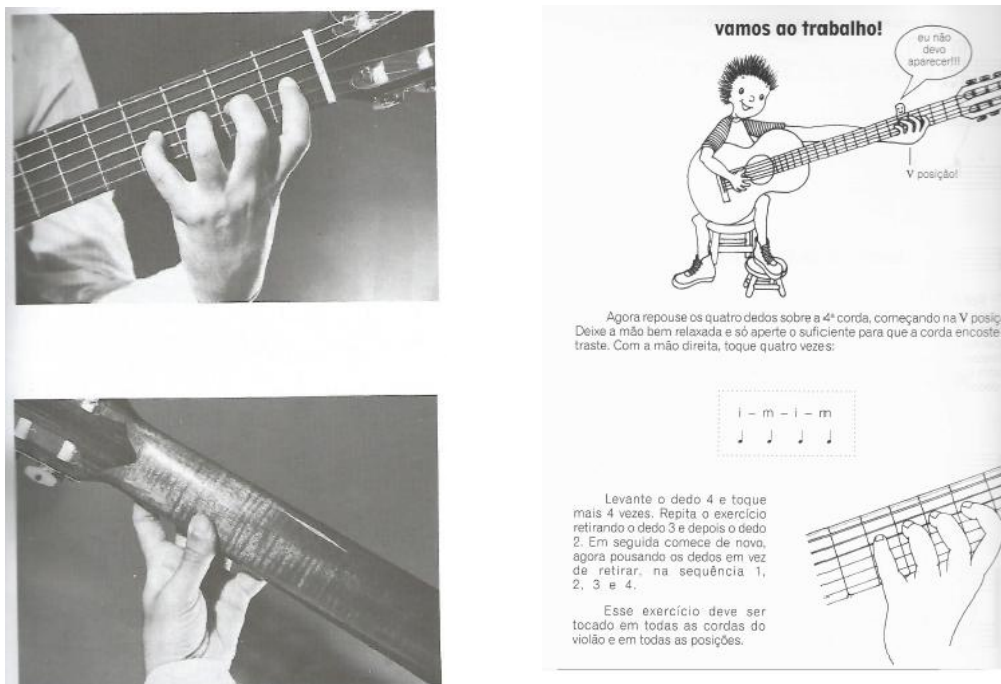 vamos ao trabalho!
eu não
devo
aparecer!!!
V posição!
Agora repouse os quatro dedos sobre a 4ª corda, começando na V
Deixe a mão bem relaxada e só aperte o suficiente para que a corda encoste
traste. Com a mão direita, toque quatro vezes:
i – m – i – m
Levante o dedo 4 e toque
mais 4 vezes. Repita o exercício
retirando o dedo 3 e depois o dedo
2. Em seguida comece de novo,
agora pousando os dedos em vez
de retirar, na sequência 1,
2, 3 e 4.
Esse exercício deve ser
tocado em todas as cordas do
violão e em todas as posições.